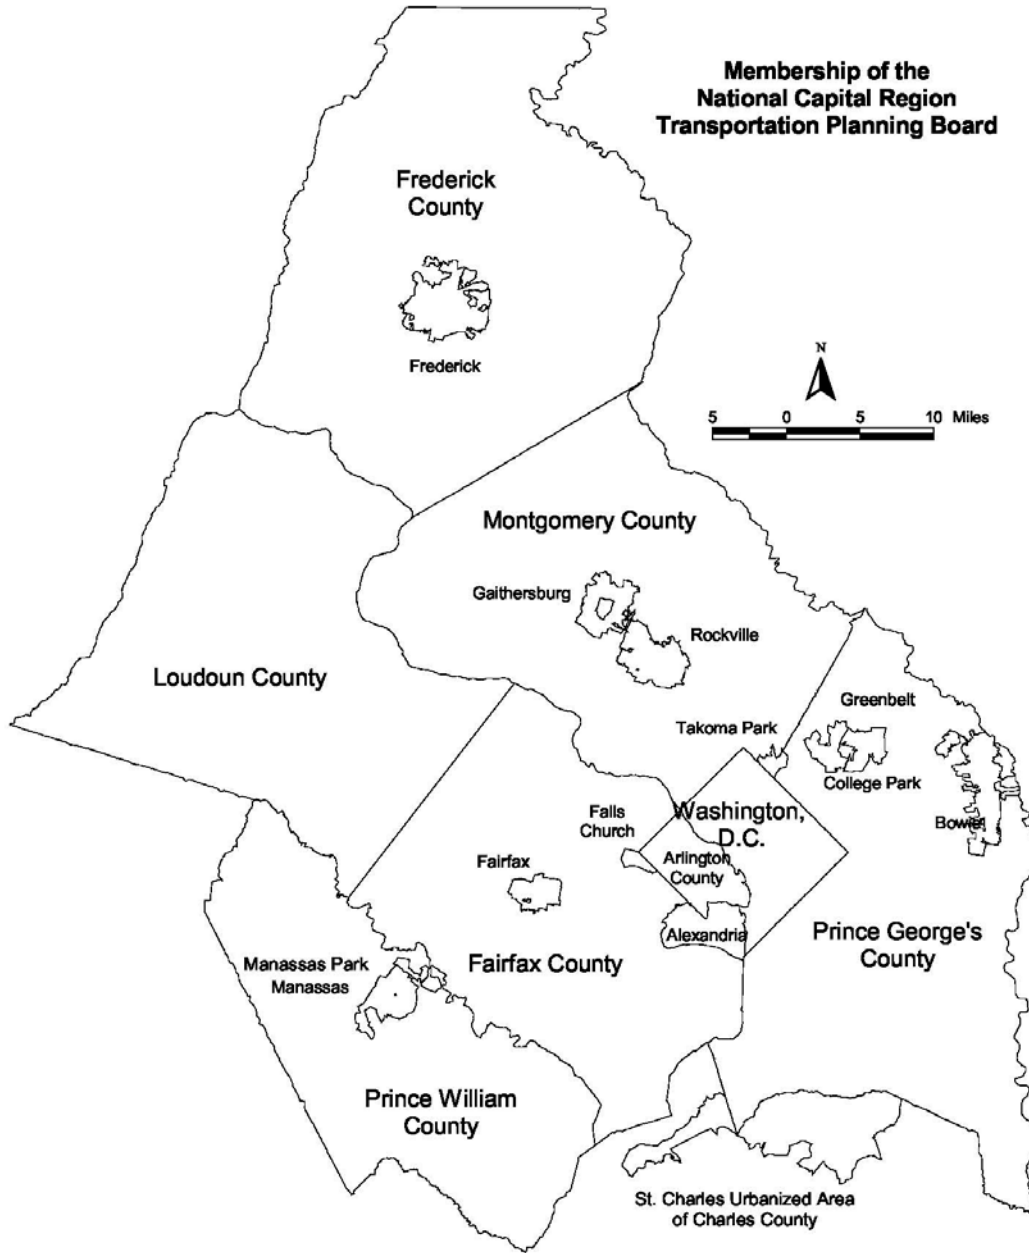 Membership of the
National Capital Region
Transportation Planning Board
Frederick
County
Frederick
N
5 0 5 10 Miles
Montgomery County
Gaithersburg
Rockville
Loudoun County
Greenbelt
Takoma Park
College Park
Falls
Church
Washington,
D.C.
Bowie
Arlington
County
Fairfax
Alexandria
Prince George's
County
Fairfax County
Manassas Park
Manassas
Prince William
County
St. Charles Urbanized Area
of Charles County